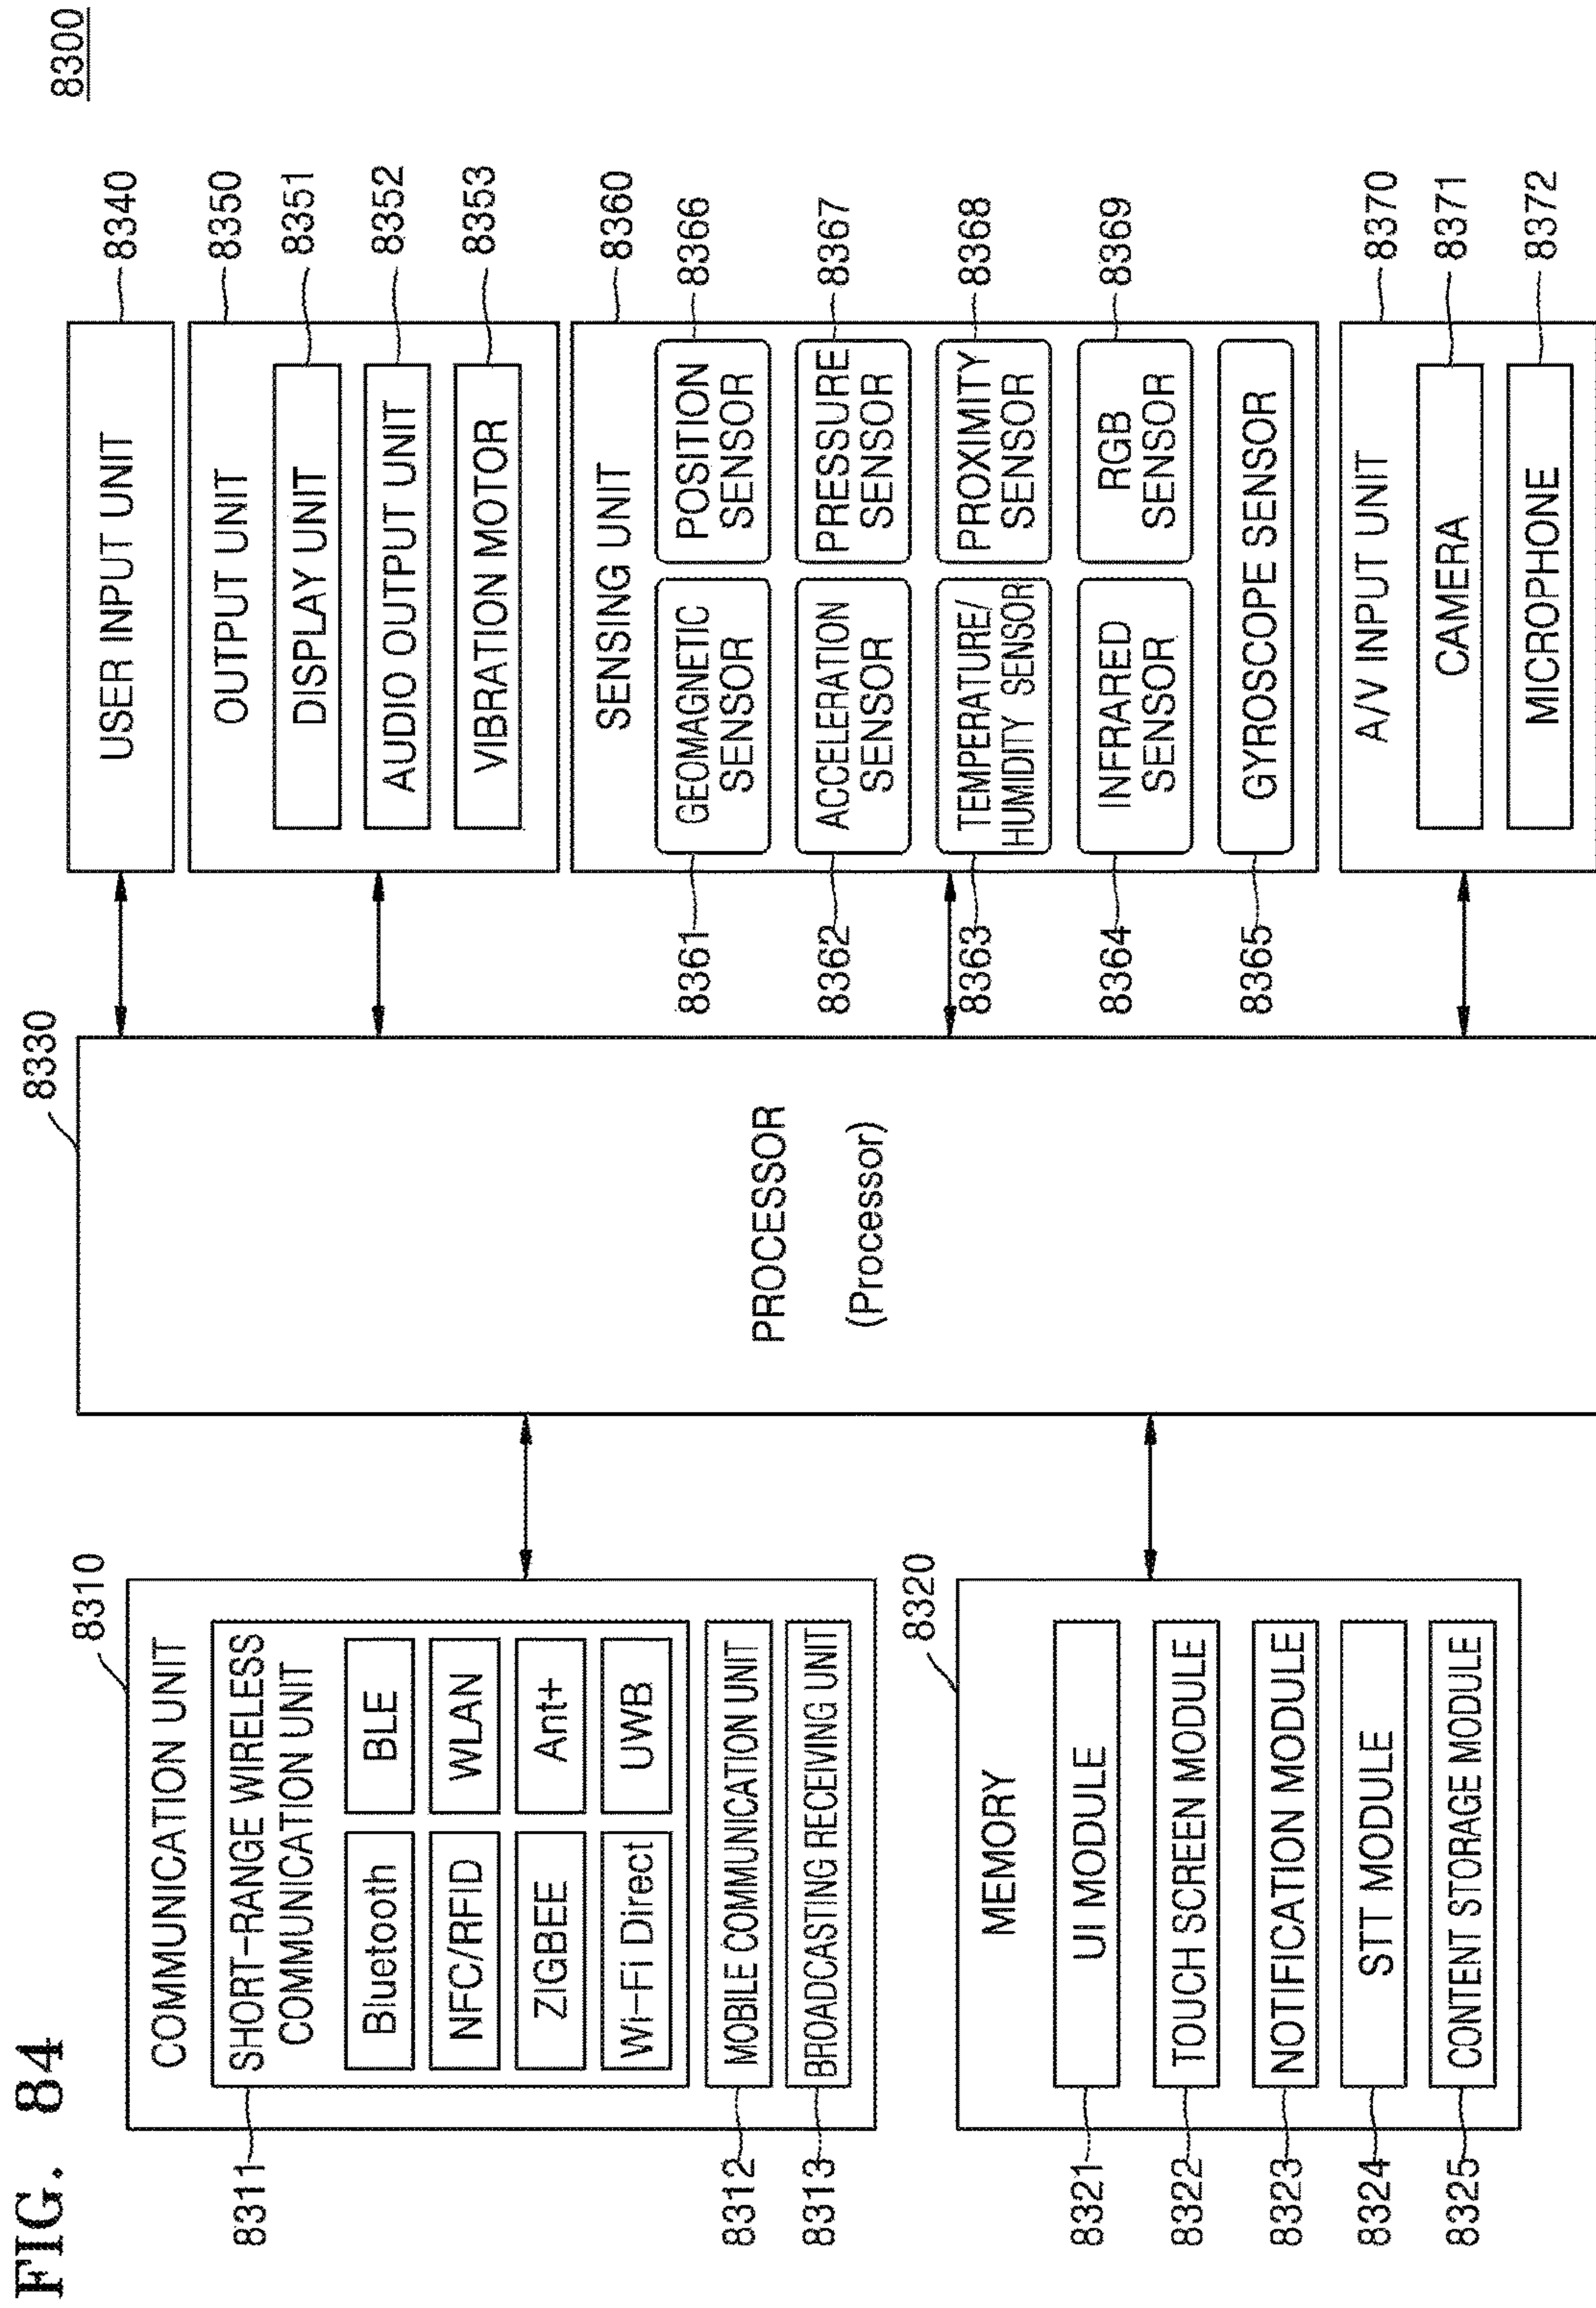 FIG. 84
8300
COMMUNICATION UNIT
8310
SHORT-RANGE WIRELESS
COMMUNICATION UNIT
8311
Bluetooth
BLE
NFC/RFID
WLAN
ZIGBEE
Ant+
Wi-Fi Direct
UWB
MOBILE COMMUNICATION UNIT
8312
BROADCASTING RECEIVING UNIT
8313
MEMORY
8320
UI MODULE
8321
TOUCH SCREEN MODULE
8322
NOTIFICATION MODULE
8323
STT MODULE
8324
CONTENT STORAGE MODULE
8325
8330
PROCESSOR
(Processor)
USER INPUT UNIT
8340
OUTPUT UNIT
8350
DISPLAY UNIT
8351
AUDIO OUTPUT UNIT
8352
VIBRATION MOTOR
8353
SENSING UNIT
8360
8361
GEOMAGNETIC
SENSOR
POSITION
SENSOR
8366
8362
ACCELERATION
SENSOR
PRESSURE
SENSOR
8367
8363
TEMPERATURE/
HUMIDITY SENSOR
PROXIMITY
SENSOR
8368
8364
INFRARED
SENSOR
RGB
SENSOR
8369
8365
GYROSCOPE SENSOR
A/V INPUT UNIT
8370
CAMERA
8371
MICROPHONE
8372